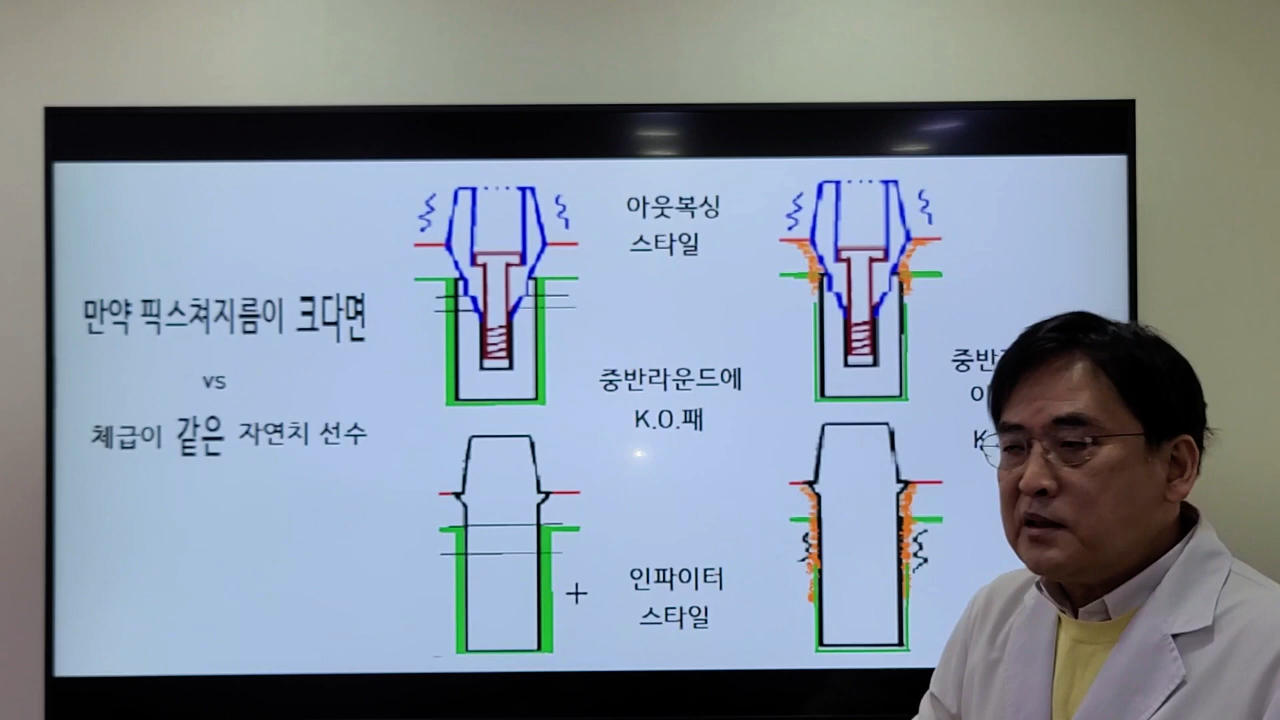 만약 픽스쳐지름이 크다면
vs
체급이 같은 자연치 선수
아웃복싱
스타일
중반라운드에
K.O.패
인파이터
스타일
+
중반